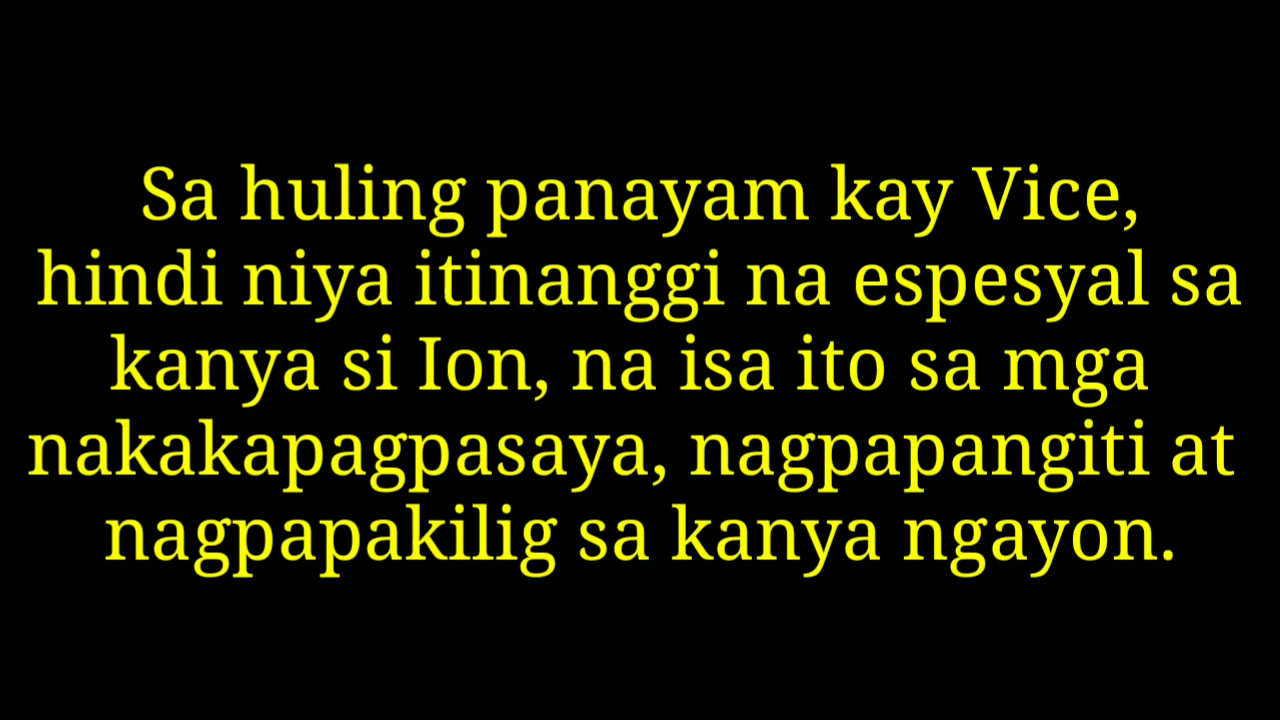 Sa huling panayam kay Vice,
hindi niya itinanggi na espesyal sa
kanya si Ion, na isa ito sa mga
nakakapagpasaya, nagpapangiti at
nagpapakilig sa kanya ngayon.